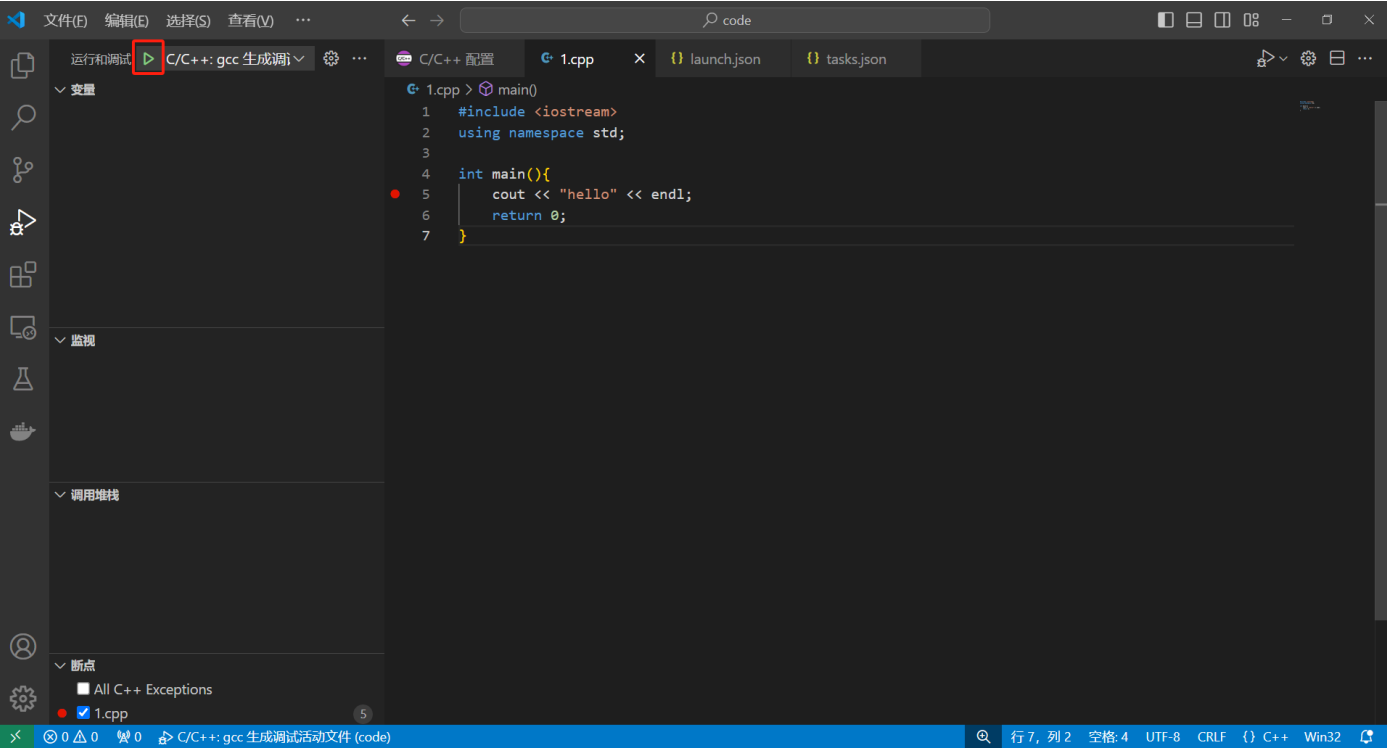 文件(F) 编辑(E) 选择(S) 查看(V) ··· code
运行和调试 C/C++: gcc 生成调 ···
C/C++ 配置 1.cpp launch.json tasks.json ···
变量
监视
调用堆栈
断点
All C++ Exceptions
1.cpp 5
1.cpp > main()
1 #include <iostream>
2 using namespace std;
3
4 int main(){
5 cout << "hello" << endl;
6 return 0;
7 }
0 0 0 C/C++: gcc 生成调试活动文件 (code) 行 7，列 2 空格: 4 UTF-8 CRLF {} C++ Win32